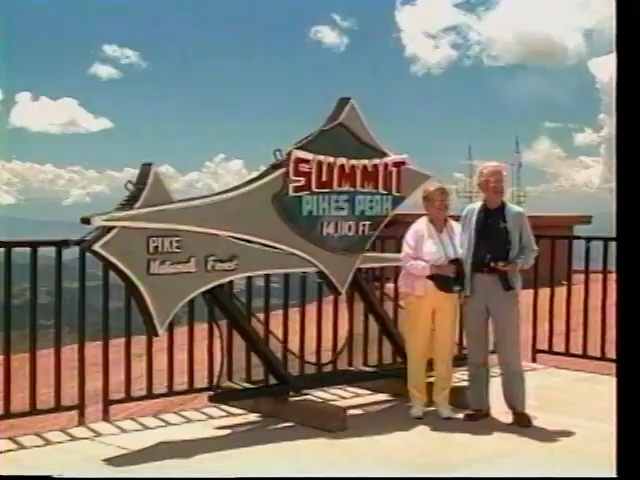 SUMMIT
PIKES PEAK
14,110 FT.
PIKE
National Forest